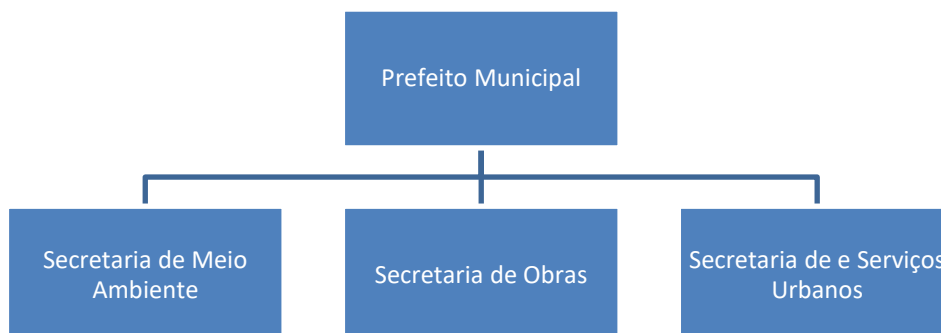 Prefeito Municipal
Secretaria de Meio
Ambiente
Secretaria de Obras
Secretaria de e Serviços
Urbanos